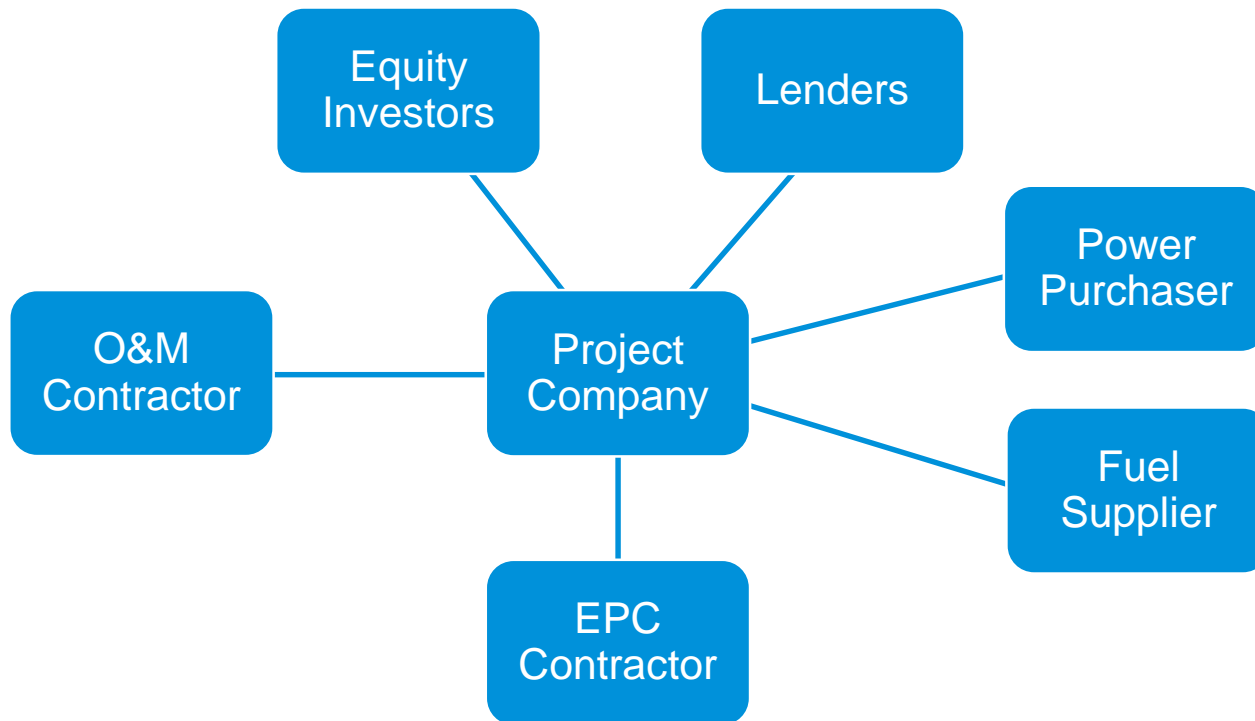 Equity
Investors
Lenders
Power
Purchaser
O&M
Contractor
Project
Company
Fuel
Supplier
EPC
Contractor